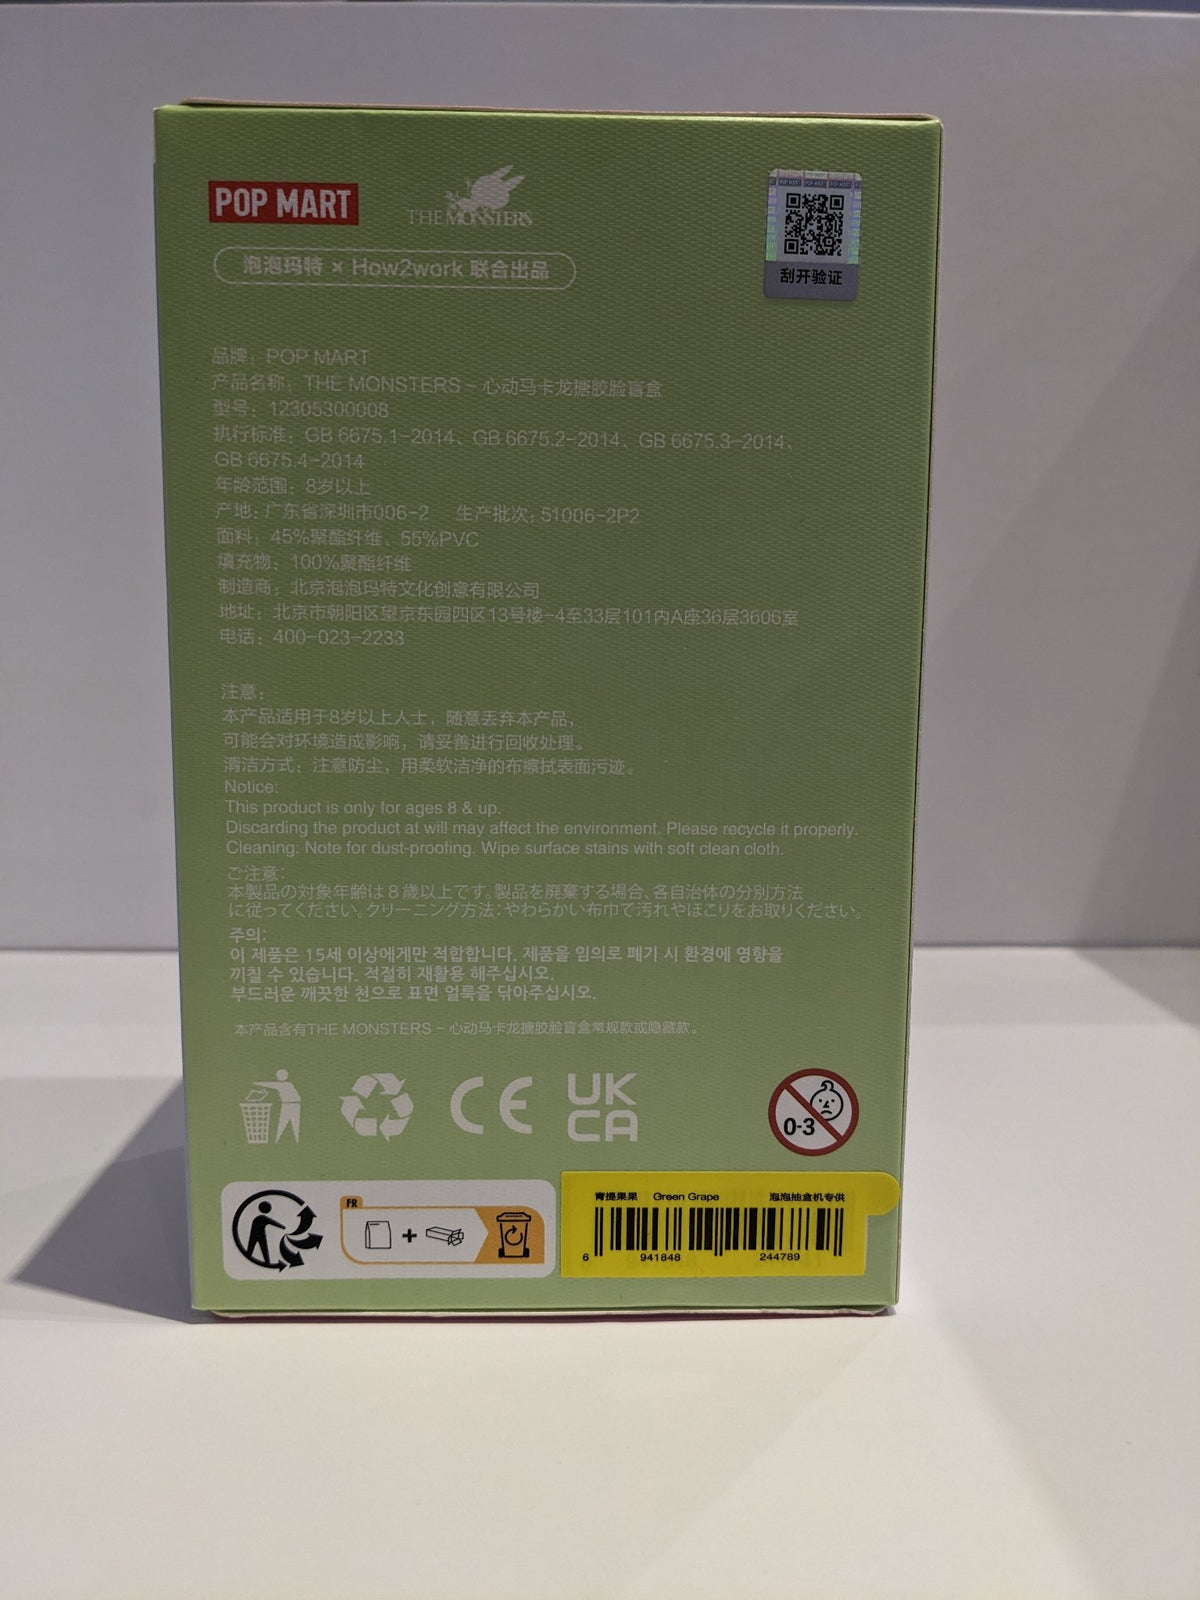 POP MART
THE MONSTERS
泡泡玛特 × How2work 联合出品
刮开验证
品牌：POP MART
产品名称：THE MONSTERS – 心动马卡龙搪胶脸盲盒
型号：12305300008
执行标准：GB 6675.1-2014、GB 6675.2-2014、GB 6675.3-2014、
GB 6675.4-2014
年龄范围：8岁以上
产地：广东省深圳市006-2 生产批次：51006-2P2
面料：45%聚酯纤维、55%PVC
填充物：100%聚酯纤维
制造商：北京泡泡玛特文化创意有限公司
地址：北京市朝阳区望京东园四区13号楼-4至33层101内A座36层3606室
电话：400-023-2233
注意：
本产品适用于8岁以上人士，随意丢弃本产品，
可能会对环境造成影响，请妥善进行回收处理。
清洁方式：注意防尘，用柔软洁净的布擦拭表面污迹。
Notice:
This product is only for ages 8 & up.
Discarding the product at will may affect the environment. Please recycle it properly.
Cleaning: Note for dust-proofing. Wipe surface stains with soft clean cloth.
ご注意：
本製品の対象年齢は8歳以上です。製品を廃棄する場合、各自治体の分別方法
に従ってください。クリーニング方法：やわらかい布巾で汚れやほこりをお取りください。
주의:
이 제품은 15세 이상에게만 적합합니다. 제품을 임의로 폐기 시 환경에 영향을
끼칠 수 있습니다. 적절히 재활용 해주십시오.
부드러운 깨끗한 천으로 표면 얼룩을 닦아주십시오.
本产品含有THE MONSTERS – 心动马卡龙搪胶脸盲盒常规款或隐藏款。
CE
UK
CA
0-3
FR
青提果果 Green Grape 泡泡抽盒机专供
6 941848 244789